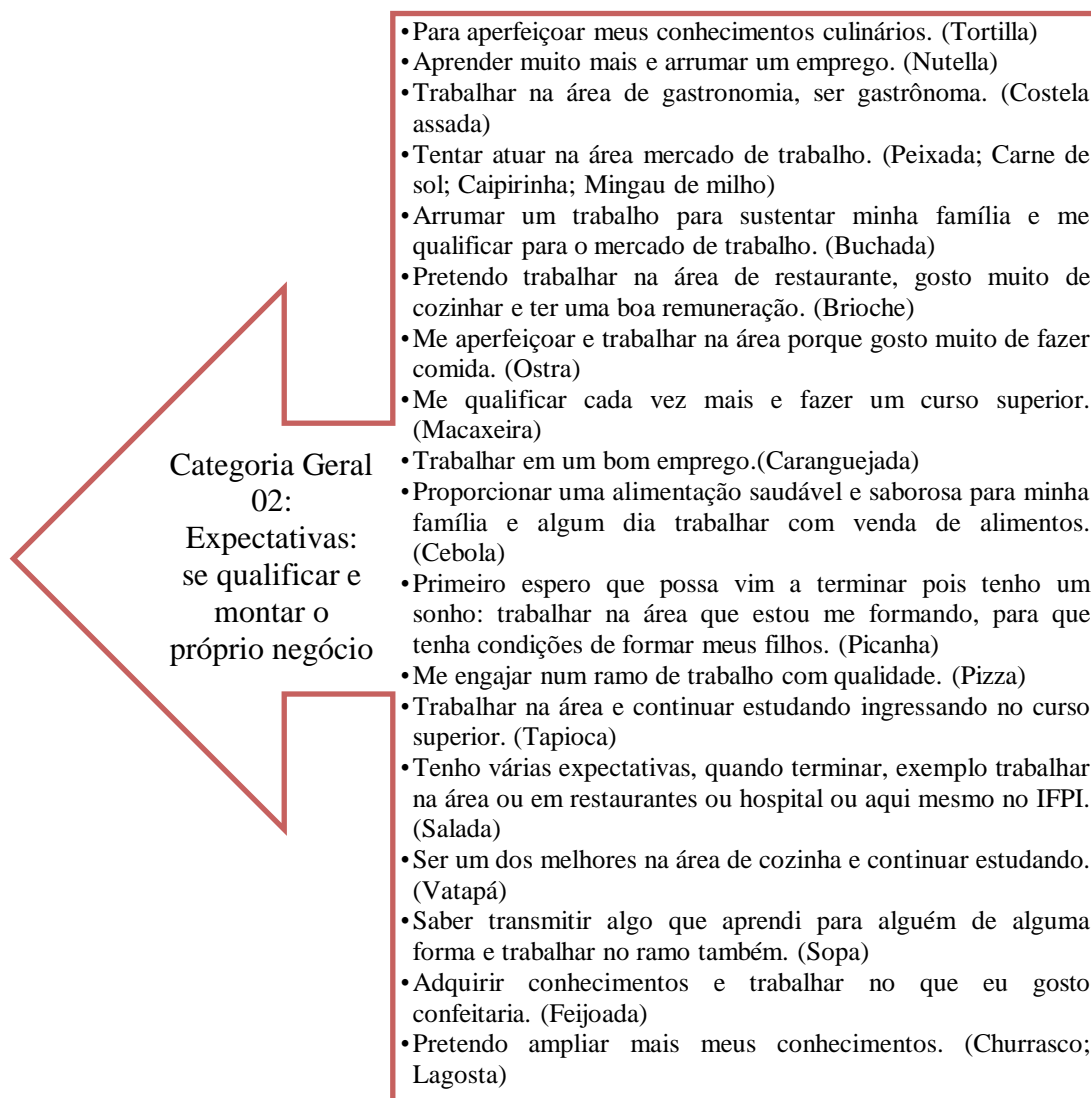 •Para aperfeiçoar meus conhecimentos culinários. (Tortilla)
•Aprender muito mais e arrumar um emprego. (Nutella)
•Trabalhar na área de gastronomia, ser gastrônoma. (Costela
assada)
•Tentar atuar na área mercado de trabalho. (Peixada; Carne de
sol; Caipirinha; Mingau de milho)
•Arrumar um trabalho para sustentar minha família e me
qualificar para o mercado de trabalho. (Buchada)
•Pretendo trabalhar na área de restaurante, gosto muito de
cozinhar e ter uma boa remuneração. (Brioche)
•Me aperfeiçoar e trabalhar na área porque gosto muito de fazer
comida. (Ostra)
•Me qualificar cada vez mais e fazer um curso superior.
(Macaxeira)
•Trabalhar em um bom emprego.(Caranguejada)
•Proporcionar uma alimentação saudável e saborosa para minha
família e algum dia trabalhar com venda de alimentos.
(Cebola)
•Primeiro espero que possa vim a terminar pois tenho um
sonho: trabalhar na área que estou me formando, para que
tenha condições de formar meus filhos. (Picanha)
•Me engajar num ramo de trabalho com qualidade. (Pizza)
•Trabalhar na área e continuar estudando ingressando no curso
superior. (Tapioca)
•Tenho várias expectativas, quando terminar, exemplo trabalhar
na área ou em restaurantes ou hospital ou aqui mesmo no IFPI.
(Salada)
•Ser um dos melhores na área de cozinha e continuar estudando.
(Vatapá)
•Saber transmitir algo que aprendi para alguém de alguma
forma e trabalhar no ramo também. (Sopa)
•Adquirir conhecimentos e trabalhar no que eu gosto
confeitaria. (Feijoada)
•Pretendo ampliar mais meus conhecimentos. (Churrasco;
Lagosta)
Categoria Geral
02:
Expectativas:
se qualificar e
montar o
próprio negócio